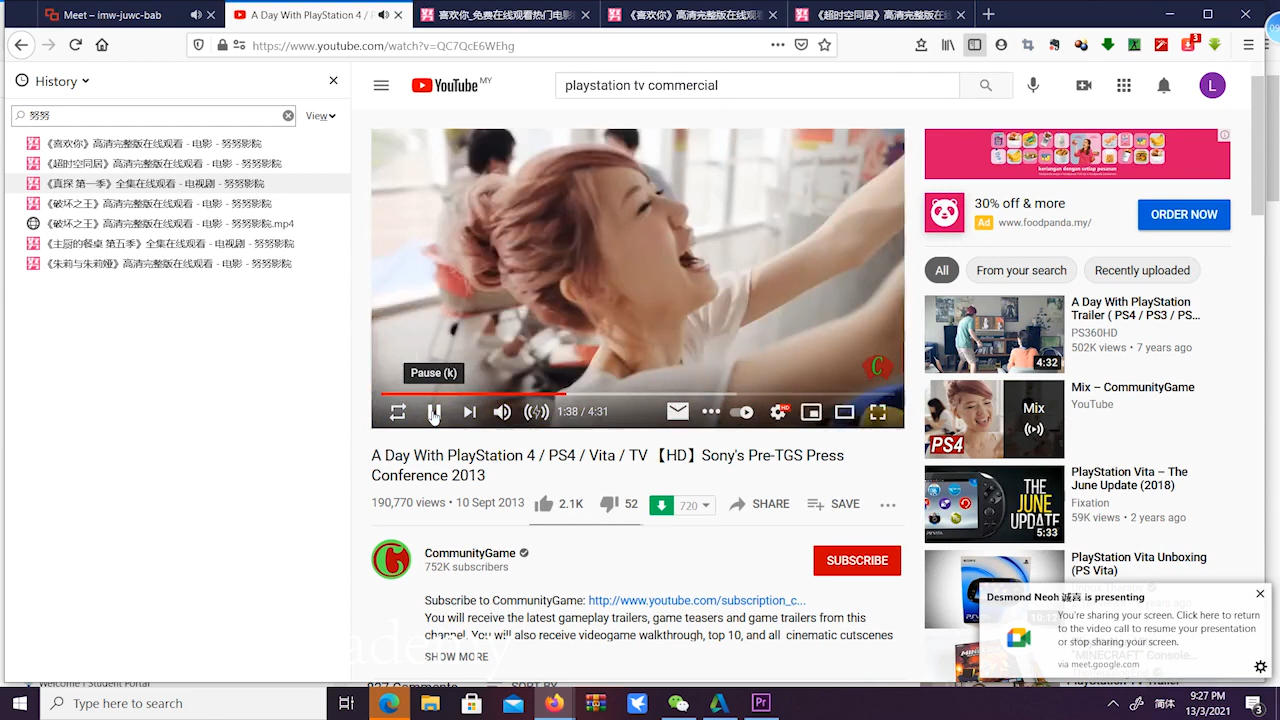 Meet – lmw-juwc-bab
A Day With PlayStation 4 /
喜欢你_免费在线观看热门电影
《喜欢你》高清完整版在线观看
《超时空同居》高清完整版在
09
https://www.youtube.com/watch?v=QC7QcE6WEhg
History
努努
View
《喜欢你》高清完整版在线观看 - 电影 - 努努影院
《超时空同居》高清完整版在线观看 - 电影 - 努努影院
《真探 第一季》全集在线观看 - 电视剧 - 努努影院
《破坏之王》高清完整版在线观看 - 电影 - 努努影院
《破坏之王》高清完整版在线观看 - 电影 - 努努影院.mp4
《主厨的餐桌 第五季》全集在线观看 - 电视剧 - 努努影院
《朱莉与朱莉娅》高清完整版在线观看 - 电影 - 努努影院
YouTube MY
playstation tv commercial
L
Pause (k)
1:38 / 4:31
HD
A Day With PlayStation 4 / PS4 / Vita / TV 【HD】Sony's Pre-TGS Press
Conference 2013
190,770 views • 10 Sept 2013
2.1K
52
720
SHARE
SAVE
CommunityGame
752K subscribers
SUBSCRIBE
Subscribe to CommunityGame: http://www.youtube.com/subscription_c...
You will receive the latest gameplay trailers, game teasers and game trailers from this
channel. You will also receive videogame walkthrough, top 10, and all cinematic cutscenes
SHOW MORE
SORT BY
30% off & more
Ad www.foodpanda.my/
ORDER NOW
All
From your search
Recently uploaded
A Day With PlayStation
Trailer ( PS4 / PS3 / PS...
PS360HD
502K views • 7 years ago
4:32
Mix – CommunityGame
YouTube
Mix
PS4
PlayStation Vita – The
June Update (2018)
Fixation
59K views • 2 years ago
THE
JUNE
UPDATE
5:33
PlayStation Vita Unboxing
(PS Vita)
10:12
Desmond Neoh 誠喜 is presenting
You're sharing your screen. Click here to return
to the video call to resume your presentation
or stop sharing your screen.
via meet.google.com
"MINECRAFT" Console...
Welcome ! Student Portal
Type here to search
Pr
简体
9:27 PM
13/3/2021
3